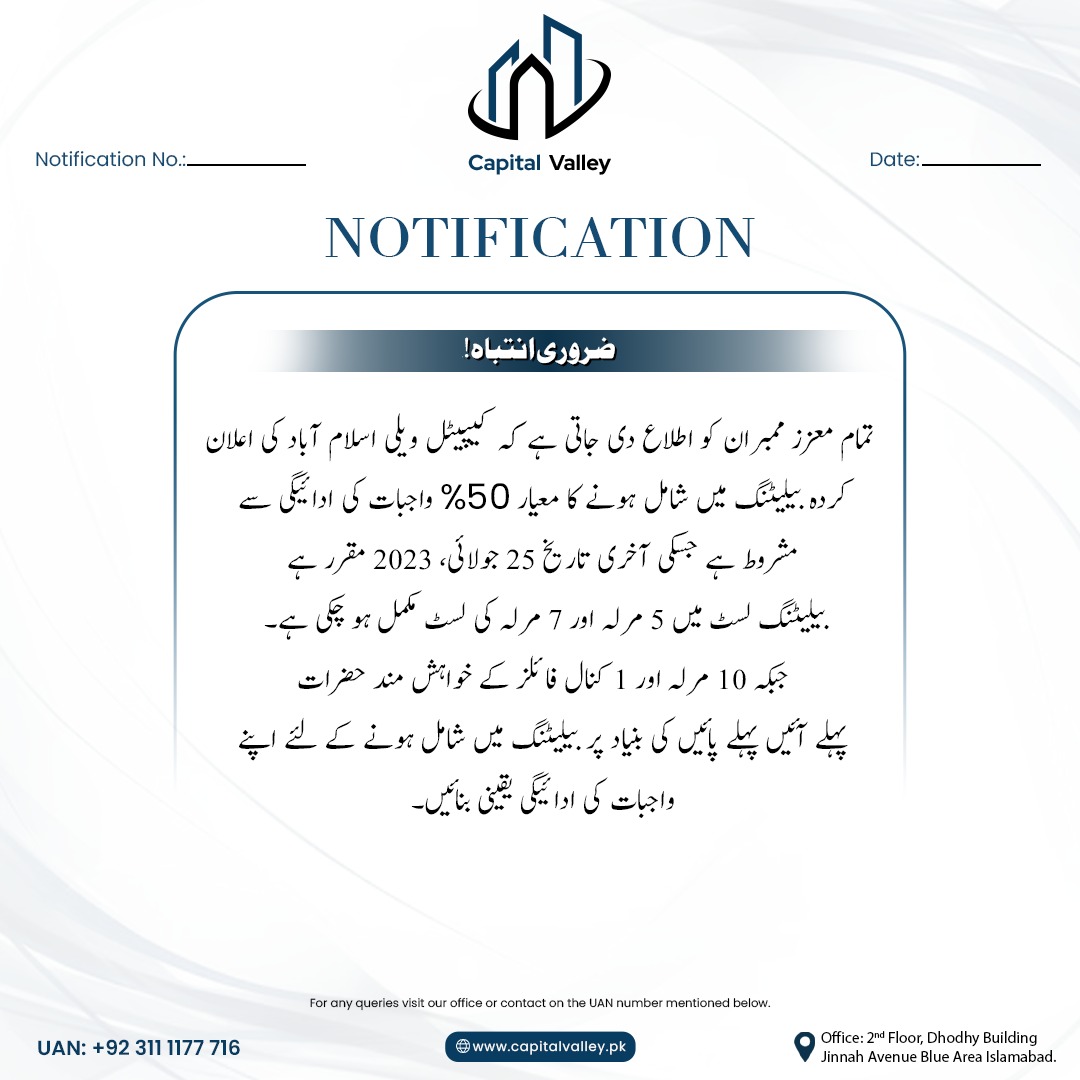 Capital Valley
Notification No.:
Date:
NOTIFICATION
ضروری انتباہ!
تمام معزز ممبران کو اطلاع دی جاتی ہے کہ کیپیٹل ویلی اسلام آباد کی اعلان
کردہ بیلیٹنگ میں شامل ہونے کا معیار 50% واجبات کی ادائیگی سے
مشروط ہے جسکی آخری تاریخ 25 جولائی، 2023 مقرر ہے
بیلیٹنگ لسٹ میں 5 مرلہ اور 7 مرلہ کی لسٹ مکمل ہو چکی ہے۔
جبکہ 10 مرلہ اور 1 کنال فائلز کے خواہش مند حضرات
پہلے آئیں پہلے پائیں کی بنیاد پر بیلیٹنگ میں شامل ہونے کے لئے اپنے
واجبات کی ادائیگی یقینی بنائیں۔
For any queries visit our office or contact on the UAN number mentioned below.
UAN: +92 311 1177 716
www.capitalvalley.pk
Office: 2nd Floor, Dhodhy Building
Jinnah Avenue Blue Area Islamabad.